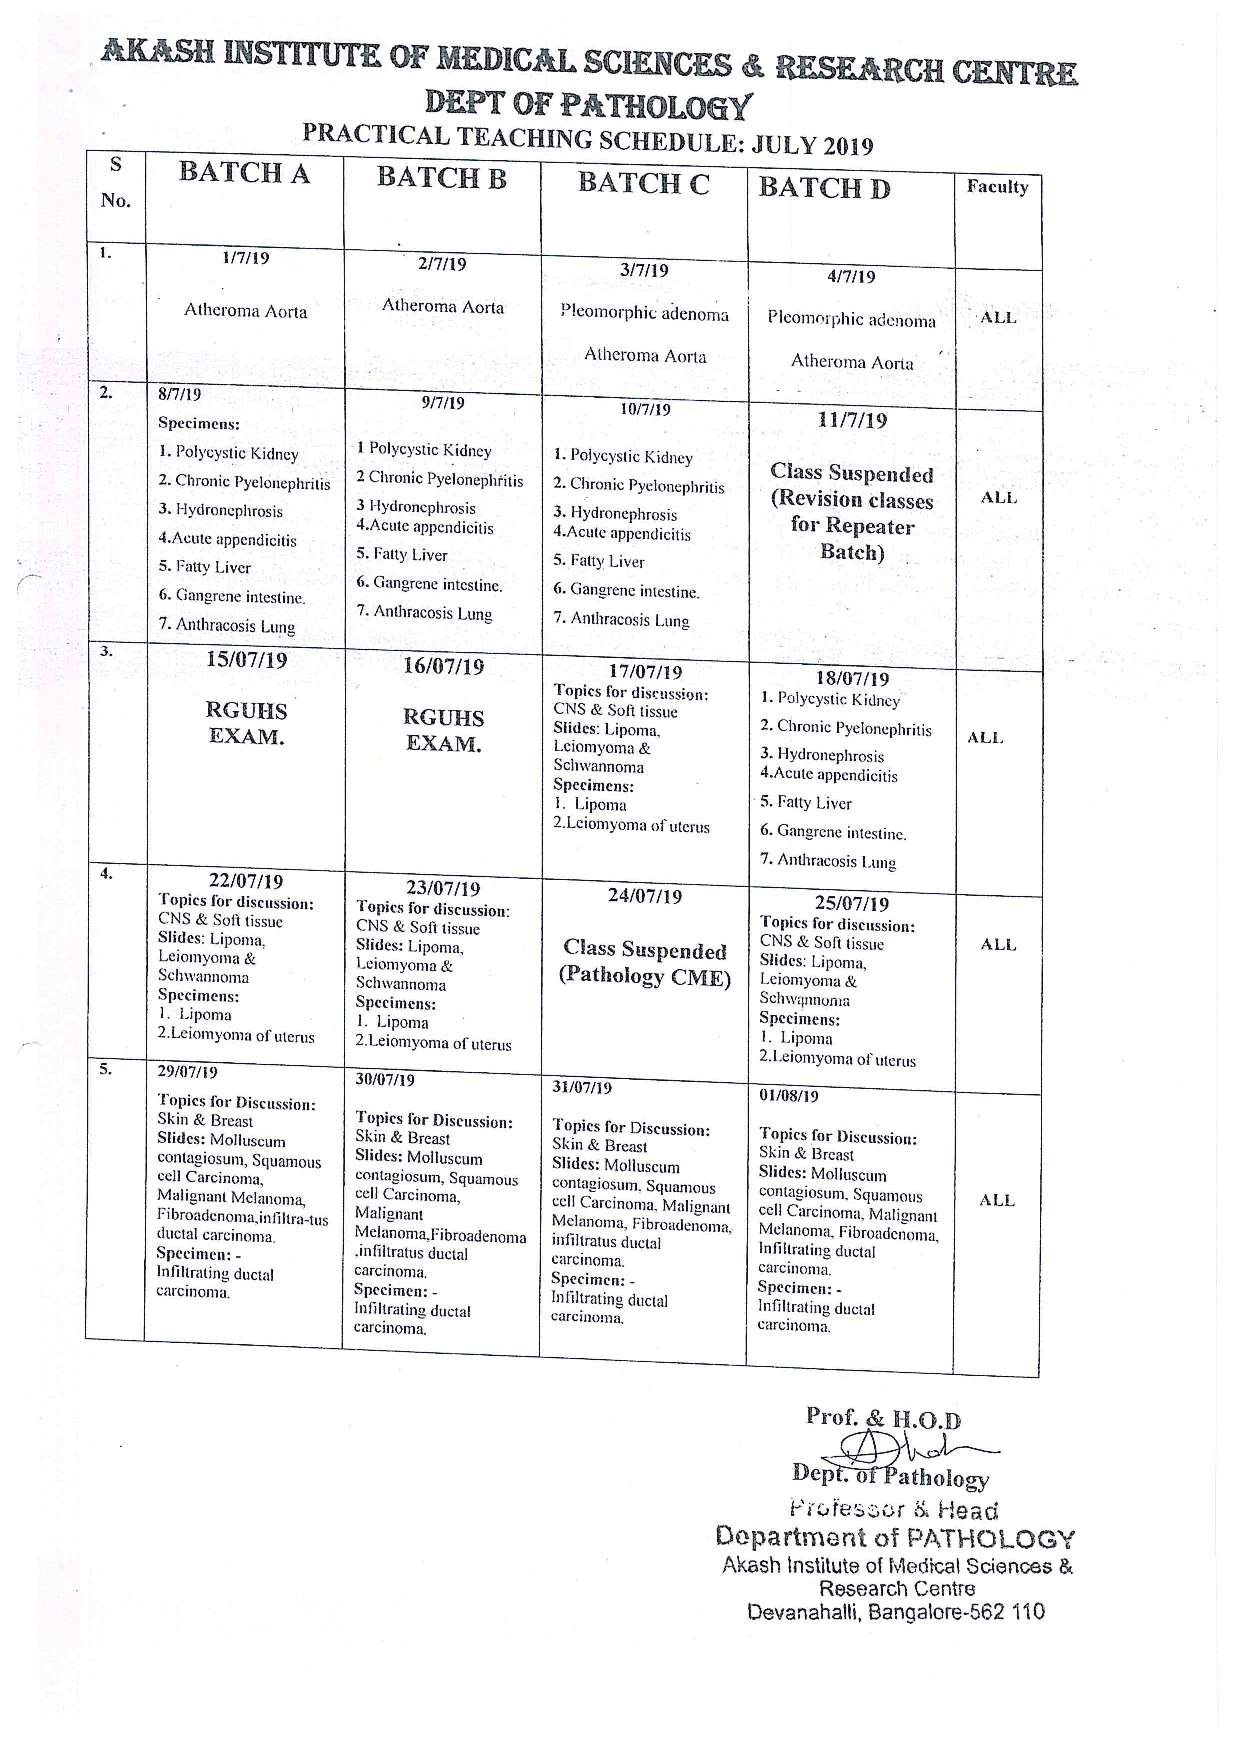 AKASH INSTITUTE OF MEDICAL SCIENCES & RESEARCH CENTRE
DEPT OF PATHOLOGY
PRACTICAL TEACHING SCHEDULE: JULY 2019
S No.
BATCH A
BATCH B
BATCH C
BATCH D
Faculty
1.
1/7/19
Atheroma Aorta
2/7/19
Atheroma Aorta
3/7/19
Pleomorphic adenoma
Atheroma Aorta
4/7/19
Pleomorphic adenoma
Atheroma Aorta
ALL
2.
8/7/19
Specimens:
1. Polycystic Kidney
2. Chronic Pyelonephritis
3. Hydronephrosis
4.Acute appendicitis
5. Fatty Liver
6. Gangrene intestine.
7. Anthracosis Lung
9/7/19
1 Polycystic Kidney
2 Chronic Pyelonephritis
3 Hydronephrosis
4.Acute appendicitis
5. Fatty Liver
6. Gangrene intestine.
7. Anthracosis Lung
10/7/19
1. Polycystic Kidney
2. Chronic Pyelonephritis
3. Hydronephrosis
4.Acute appendicitis
5. Fatty Liver
6. Gangrene intestine.
7. Anthracosis Lung
11/7/19
Class Suspended
(Revision classes
for Repeater
Batch)
ALL
3.
15/07/19
RGUHS
EXAM.
16/07/19
RGUHS
EXAM.
17/07/19
Topics for discussion:
CNS & Soft tissue
Slides: Lipoma,
Leiomyoma &
Schwannoma
Specimens:
1. Lipoma
2.Leiomyoma of uterus
18/07/19
1. Polycystic Kidney
2. Chronic Pyelonephritis
3. Hydronephrosis
4.Acute appendicitis
5. Fatty Liver
6. Gangrene intestine.
7. Anthracosis Lung
ALL
4.
22/07/19
Topics for discussion:
CNS & Soft tissue
Slides: Lipoma,
Leiomyoma &
Schwannoma
Specimens:
1. Lipoma
2.Leiomyoma of uterus
23/07/19
Topics for discussion:
CNS & Soft tissue
Slides: Lipoma,
Leiomyoma &
Schwannoma
Specimens:
1. Lipoma
2.Leiomyoma of uterus
24/07/19
Class Suspended
(Pathology CME)
25/07/19
Topics for discussion:
CNS & Soft tissue
Slides: Lipoma,
Leiomyoma &
Schwannoma
Specimens:
1. Lipoma
2.Leiomyoma of uterus
ALL
5.
29/07/19
Topics for Discussion:
Skin & Breast
Slides: Molluscum
contagiosum, Squamous
cell Carcinoma,
Malignant Melanoma,
Fibroadenoma,infiltra-tus
ductal carcinoma.
Specimen: -
Infiltrating ductal
carcinoma.
30/07/19
Topics for Discussion:
Skin & Breast
Slides: Molluscum
contagiosum, Squamous
cell Carcinoma,
Malignant
Melanoma,Fibroadenoma
,infiltratus ductal
carcinoma.
Specimen: -
Infiltrating ductal
carcinoma.
31/07/19
Topics for Discussion:
Skin & Breast
Slides: Molluscum
contagiosum, Squamous
cell Carcinoma, Malignant
Melanoma, Fibroadenoma,
infiltratus ductal
carcinoma.
Specimen: -
Infiltrating ductal
carcinoma.
01/08/19
Topics for Discussion:
Skin & Breast
Slides: Molluscum
contagiosum, Squamous
cell Carcinoma, Malignant
Melanoma, Fibroadenoma,
Infiltrating ductal
carcinoma.
Specimen: -
Infiltrating ductal
carcinoma.
ALL
Prof. & H.O.D
Dept. of Pathology
Professor & Head
Department of PATHOLOGY
Akash Institute of Medical Sciences &
Research Centre
Devanahalli, Bangalore-562 110